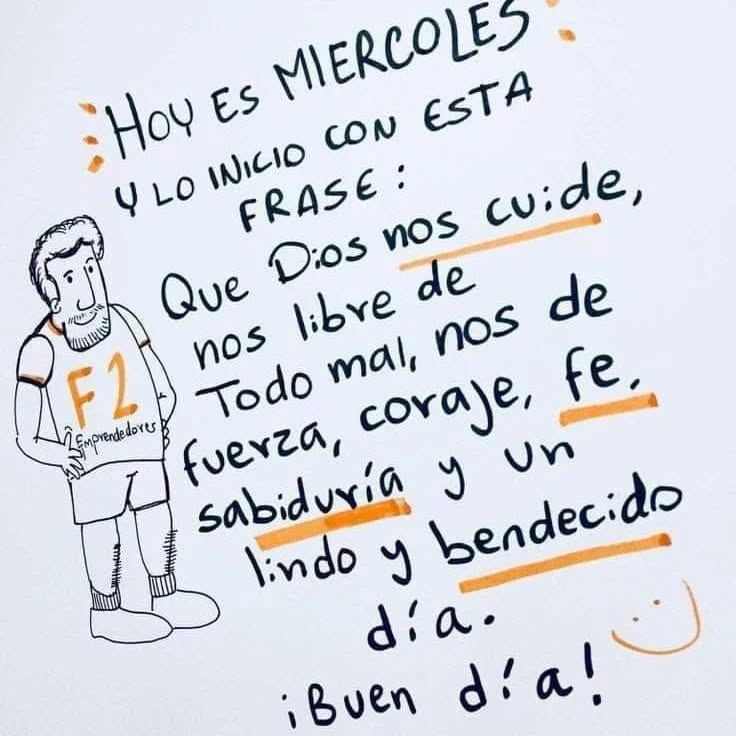 HOY ES MIERCOLES
Y LO INICIO CON ESTA
FRASE:
Que Dios nos cuide,
nos libre de
Todo mal, nos de
fuerza, coraje, fe,
sabiduría y un
lindo y bendecido
día.
¡Buen día!
F2
Emprendedores